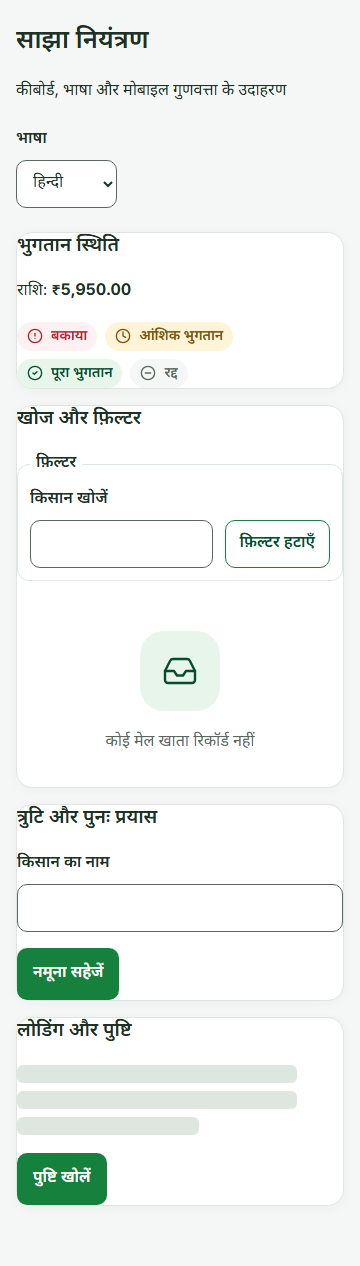 साझा नियंत्रण
कीबोर्ड, भाषा और मोबाइल गुणवत्ता के उदाहरण
भाषा
हिन्दी
भुगतान स्थिति
राशि: ₹5,950.00
बकाया
आंशिक भुगतान
पूरा भुगतान
रद्द
खोज और फ़िल्टर
फ़िल्टर
किसान खोजें
फ़िल्टर हटाएँ
कोई मेल खाता रिकॉर्ड नहीं
त्रुटि और पुनः प्रयास
किसान का नाम
नमूना सहेजें
लोडिंग और पुष्टि
पुष्टि खोलें